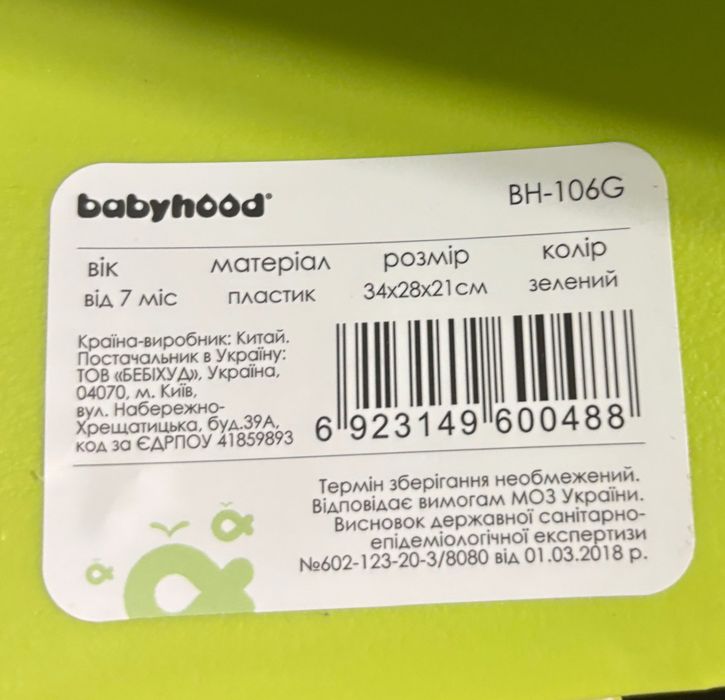 babyhood®
BH-106G
вік матеріал розмір колір
від 7 міс пластик 34x28x21см зелений
Країна-виробник: Китай.
Постачальник в Україну:
ТОВ «БЕБІХУД», Україна,
04070, м. Київ,
вул. Набережно-
Хрещатицька, буд.39А,
код за ЄДРПОУ 41859893
6 923149 600488
Термін зберігання необмежений.
Відповідає вимогам МОЗ України.
Висновок державної санітарно-
епідеміологічної експертизи
№602-123-20-3/8080 від 01.03.2018 р.